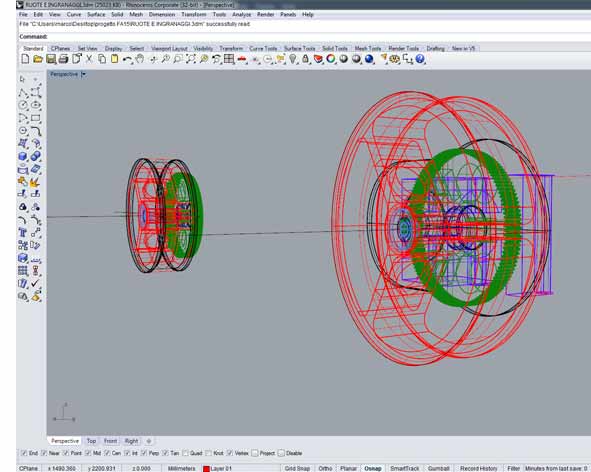 RUOTE E INGRANAGGI.3dm (25023 KB) - Rhinoceros Corporate (32-bit) - [Perspective]
File Edit View Curve Surface Solid Mesh Dimension Transform Tools Analyze Render Panels Help
File "C:\Users\marco\Desktop\progetto FA15\RUOTE E INGRANAGGI.3dm" successfully read.
Command:
Standard CPlanes Set View Display Select Viewport Layout Visibility Transform Curve Tools Surface Tools Solid Tools Mesh Tools Render Tools Drafting New in V5
Perspective
Perspective Top Front Right
End Near Point Mid Cen Int Perp Tan Quad Knot Vertex Project Disable
CPlane x 1490.360 y 2200.931 z 0.000 Millimeters Layer 01 Grid Snap Ortho Planar Osnap SmartTrack Gumball Record History Filter Minutes from last save: 0